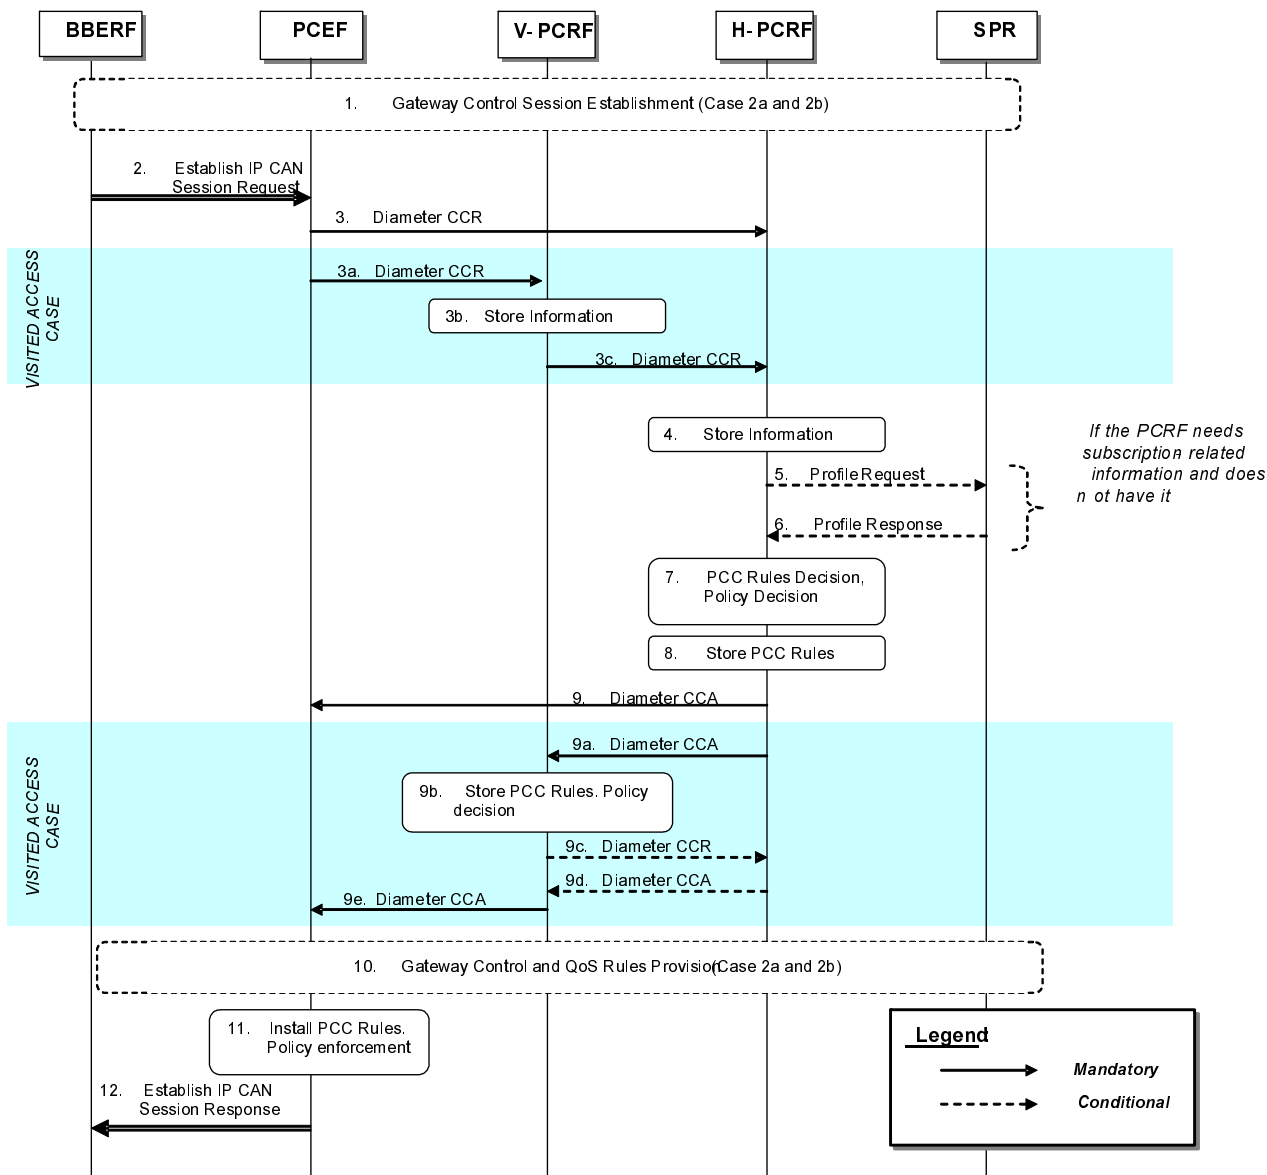 BBERF
PCEF
V- PCRF
H- PCRF
SPR
1. Gateway Control Session Establishment (Case 2a and 2b)
2. Establish IP CAN
Session Request
3. Diameter CCR
VISITED ACCESS
CASE
3a. Diameter CCR
3b. Store Information
3c. Diameter CCR
4. Store Information
If the PCRF needs
subscription- related
information and does
n ot have it
5. Profile Request
6. Profile Response
7. PCC Rules Decision,
Policy Decision
8. Store PCC Rules
9. Diameter CCA
VISITED ACCESS
CASE
9a. Diameter CCA
9b. Store PCC Rules. Policy
decision
9c. Diameter CCR
9d. Diameter CCA
9e. Diameter CCA
10. Gateway Control and QoS Rules Provision(Case 2a and 2b)
11. Install PCC Rules.
Policy enforcement
12. Establish IP CAN
Session Response
Legend:
Mandatory
Conditional